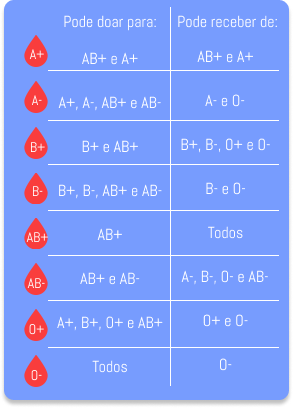 Pode doar para: Pode receber de:
A+ AB+ e A+ AB+ e A+
A- A+, A-, AB+ e AB- A- e O-
B+ B+ e AB+ B+, B-, O+ e O-
B- B+, B-, AB+ e AB- B- e O-
AB+ AB+ Todos
AB- AB+ e AB- A-, B-, O- e AB-
O+ A+, B+, O+ e AB+ O+ e O-
O- Todos O-